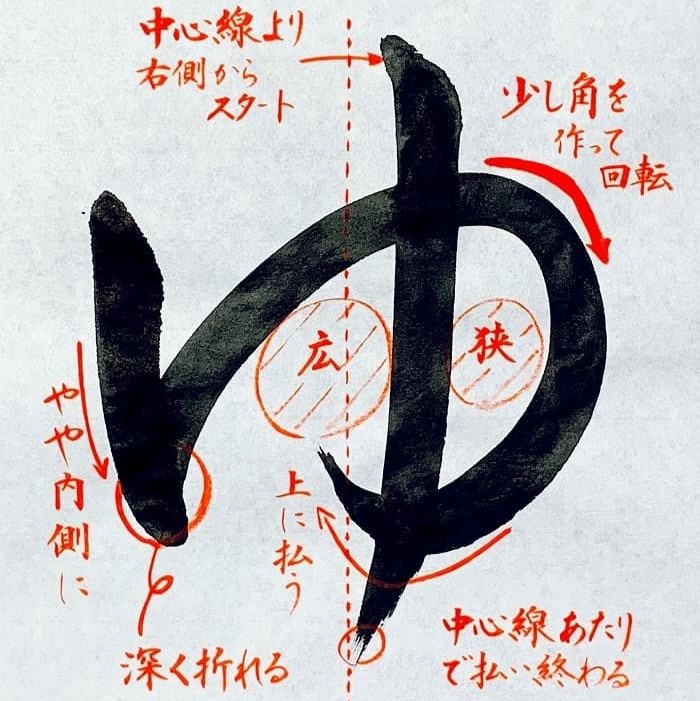 中心線より
右側から
スタート
少し角を
作って
回転
ゆ
広
狭
やや内側に
上に払う
深く折れる
中心線あたり
で払い終わる